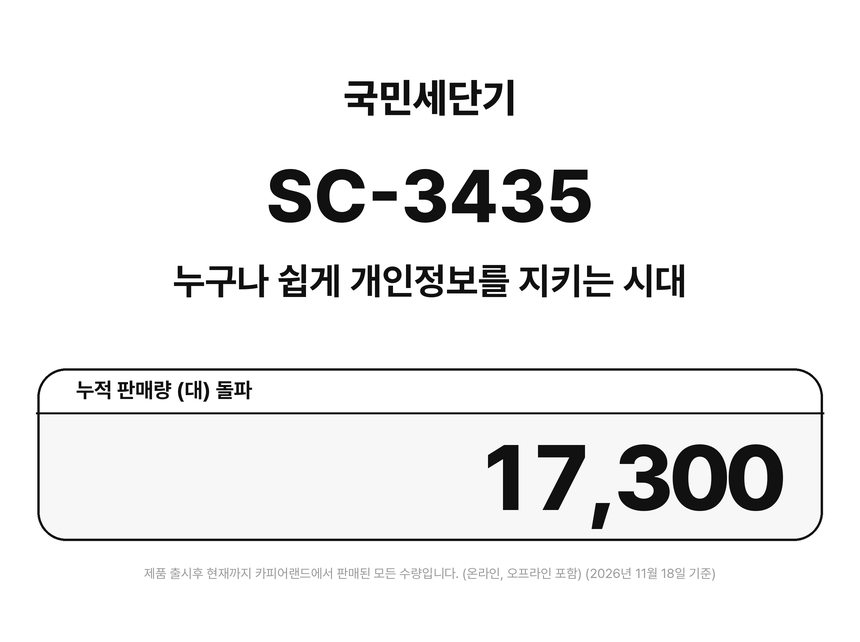 국민세단기
SC-3435
누구나 쉽게 개인정보를 지키는 시대
누적 판매량 (대) 돌파
17,300
제품 출시후 현재까지 카피어랜드에서 판매된 모든 수량입니다. (온라인, 오프라인 포함) (2026년 11월 18일 기준)